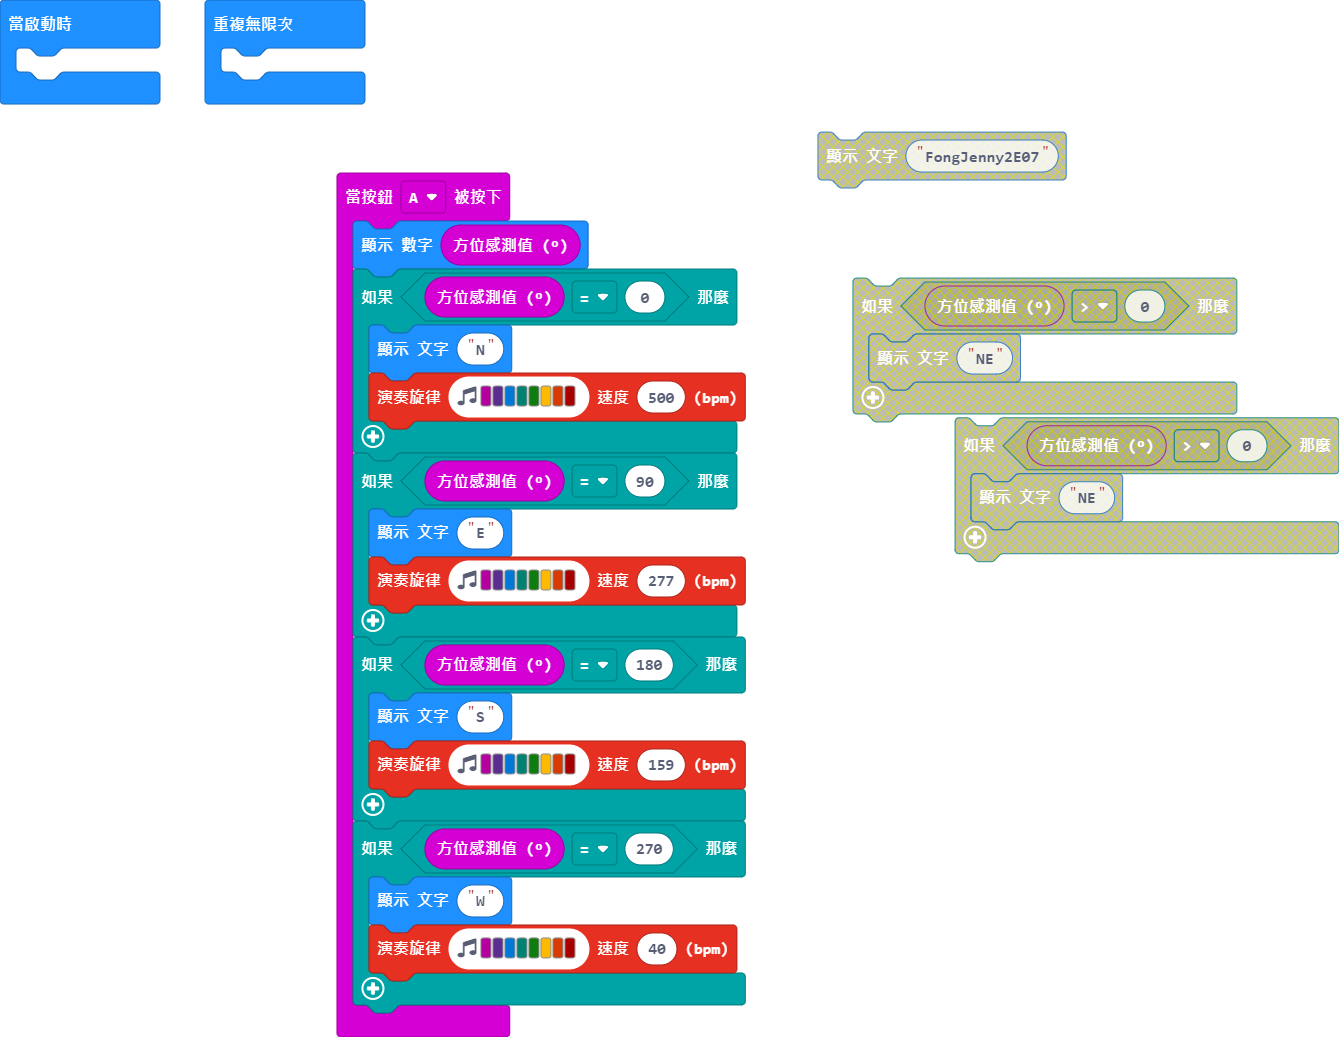 當啟動時
重複無限次
顯示 文字 "FongJenny2E07"
當按鈕 A 被按下
顯示 數字 方位感測值 (º)
如果 方位感測值 (º) = 0 那麼
顯示 文字 "N"
演奏旋律 速度 500 (bpm)
如果 方位感測值 (º) = 90 那麼
顯示 文字 "E"
演奏旋律 速度 277 (bpm)
如果 方位感測值 (º) = 180 那麼
顯示 文字 "S"
演奏旋律 速度 159 (bpm)
如果 方位感測值 (º) = 270 那麼
顯示 文字 "W"
演奏旋律 速度 40 (bpm)
如果 方位感測值 (º) > 0 那麼
顯示 文字 "NE"
如果 方位感測值 (º) > 0 那麼
顯示 文字 "NE"